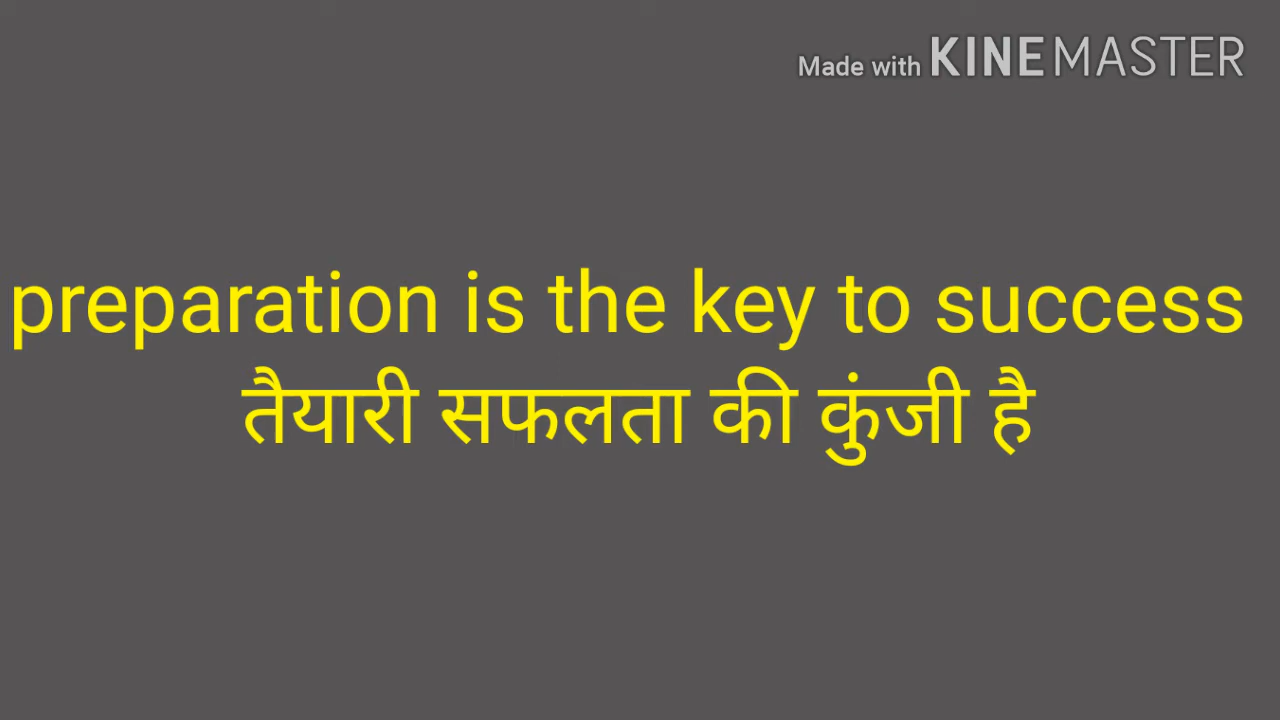 Made with KINEMASTER
preparation is the key to success
तैयारी सफलता की कुंजी है